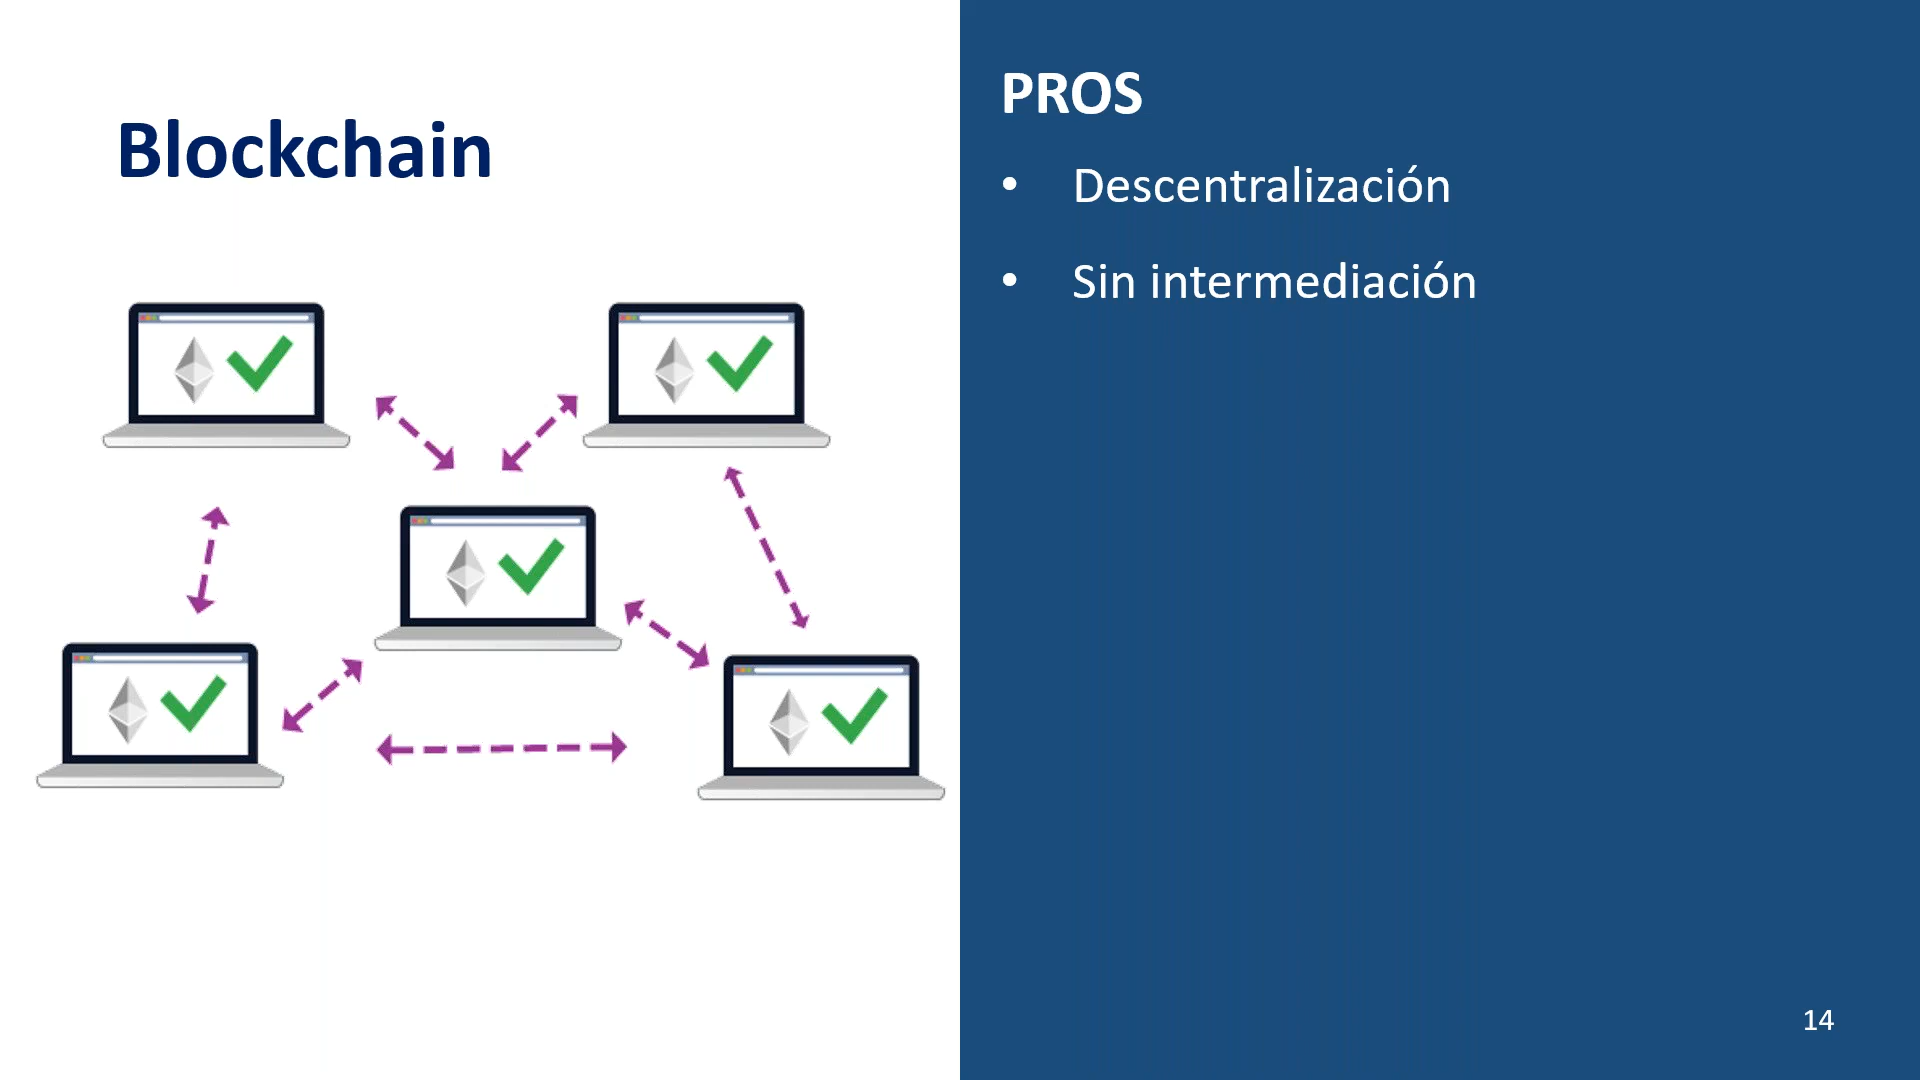 Blockchain
PROS
• Descentralización
• Sin intermediación
14